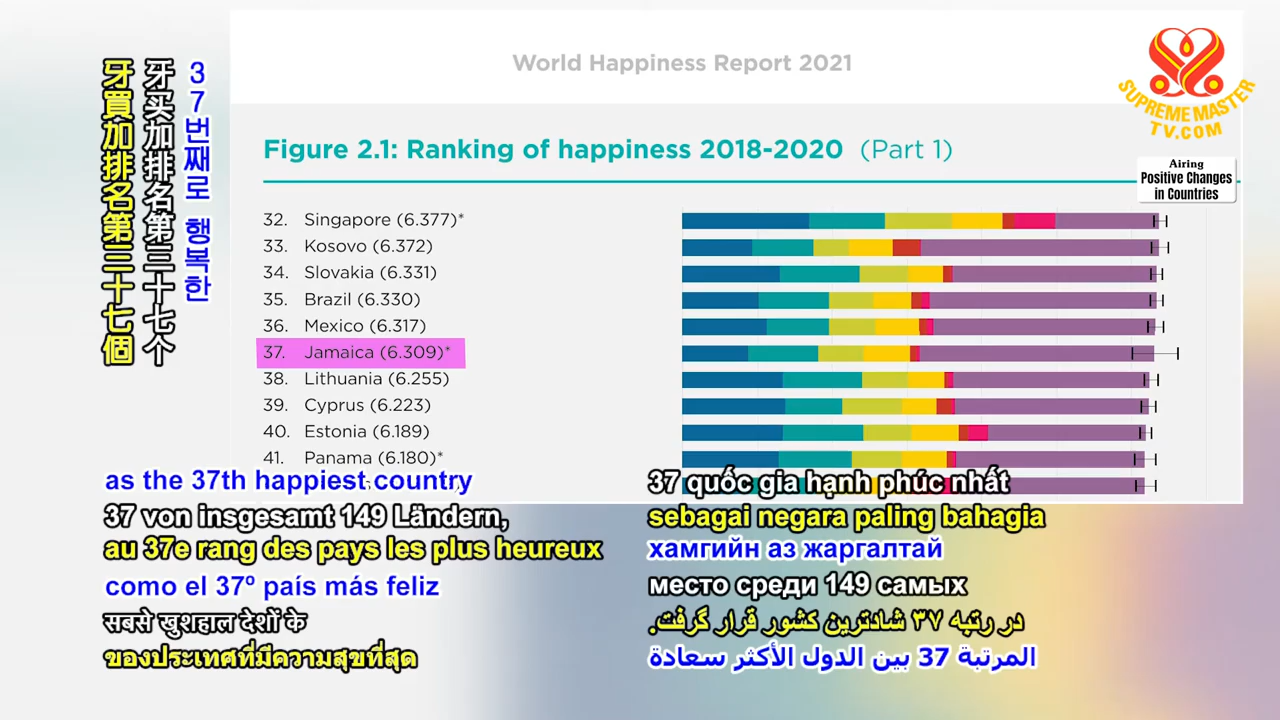 World Happiness Report 2021
SUPREME MASTER
TV.COM
Airing
Positive Changes
in Countries
Figure 2.1: Ranking of happiness 2018-2020 (Part 1)
32. Singapore (6.377)*
33. Kosovo (6.372)
34. Slovakia (6.331)
35. Brazil (6.330)
36. Mexico (6.317)
37. Jamaica (6.309)*
38. Lithuania (6.255)
39. Cyprus (6.223)
40. Estonia (6.189)
41. Panama (6.180)*
37번째로 행복한
牙买加排名第三十七个
牙買加排名第三十七個
as the 37th happiest country
37 von insgesamt 149 Ländern,
au 37e rang des pays les plus heureux
como el 37º país más feliz
सबसे खुशहाल देशों के
ของประเทศที่มีความสุขที่สุด
37 quốc gia hạnh phúc nhất
sebagai negara paling bahagia
хамгийн аз жаргалтай
место среди 149 самых
در رتبه ۳۷ شادترین کشور قرار گرفت.
المرتبة 37 بين الدول الأكثر سعادة